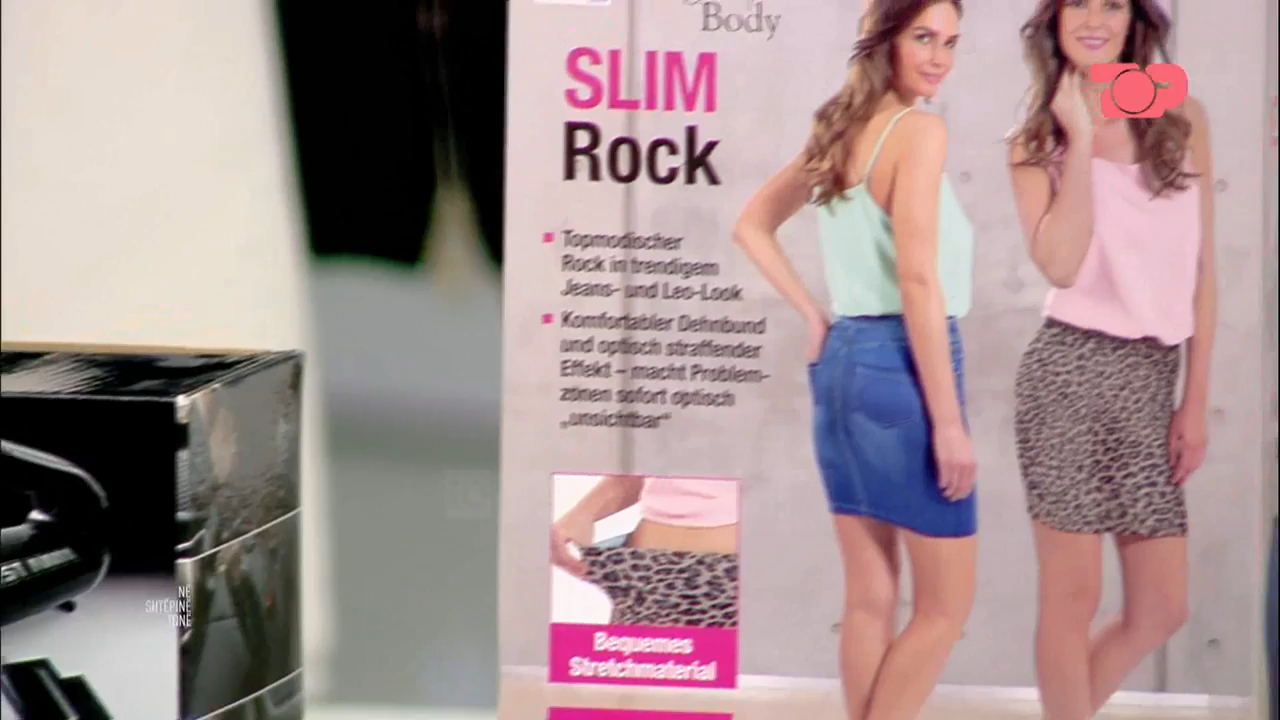 Body
SLIM
Rock
Topmodischer
Rock in trendigem
Jeans- und Leo-Look
Komfortabler Dehnbund
und optisch straffender
Effekt – macht Problem-
zonen sofort optisch
„unsichtbar“
Bequemes
Stretchmaterial
TOP
NË
SHTËPINË
TONË